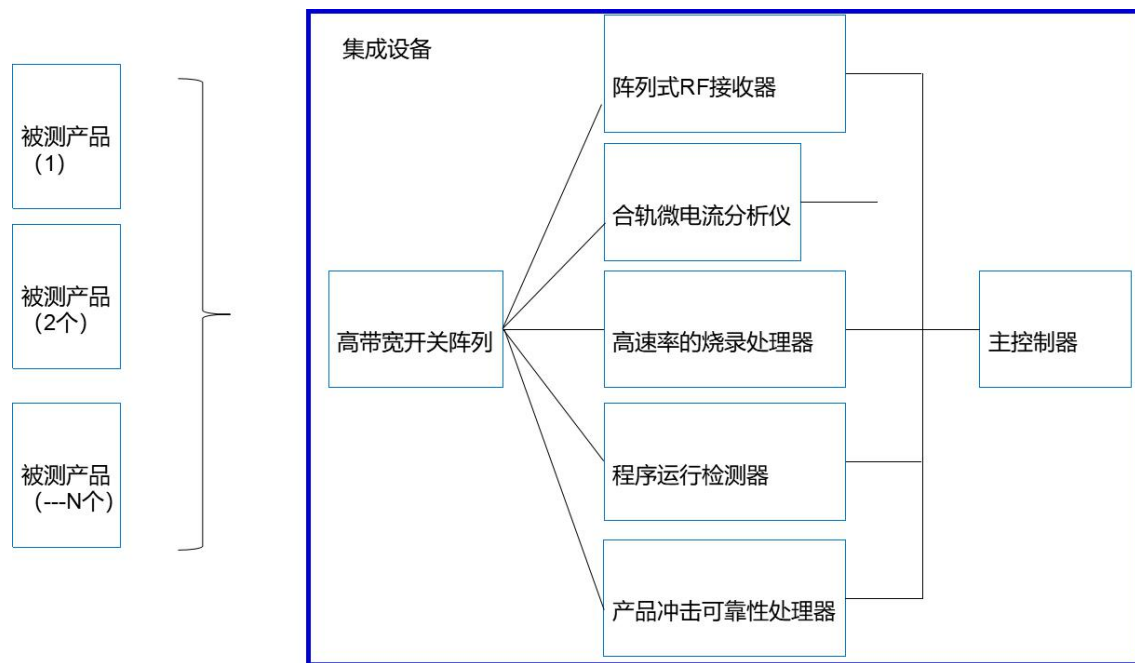 集成设备
被测产品
（1）
被测产品
（2个）
被测产品
（---N个）
高带宽开关阵列
阵列式RF接收器
合轨微电流分析仪
高速率的烧录处理器
程序运行检测器
产品冲击可靠性处理器
主控制器